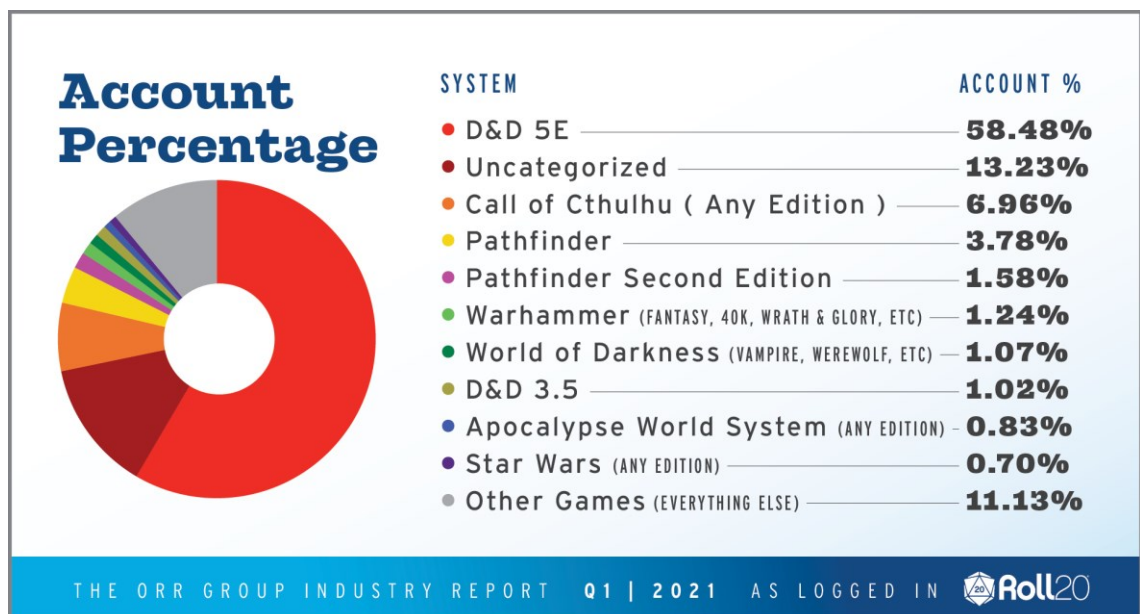 Account
Percentage
SYSTEM ACCOUNT %
D&D 5E 58.48%
Uncategorized 13.23%
Call of Cthulhu ( Any Edition ) 6.96%
Pathfinder 3.78%
Pathfinder Second Edition 1.58%
Warhammer (FANTASY, 40K, WRATH & GLORY, ETC) 1.24%
World of Darkness (VAMPIRE, WEREWOLF, ETC) 1.07%
D&D 3.5 1.02%
Apocalypse World System (ANY EDITION) 0.83%
Star Wars (ANY EDITION) 0.70%
Other Games (EVERYTHING ELSE) 11.13%
THE ORR GROUP INDUSTRY REPORT Q1 | 2021 AS LOGGED IN 20 Roll20